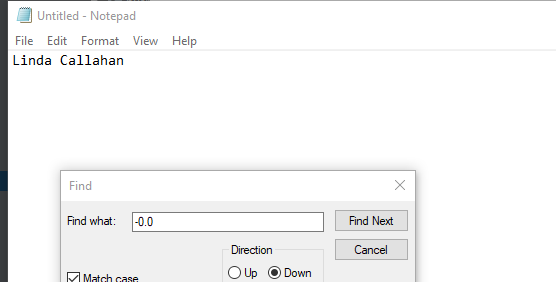 Untitled - Notepad
File Edit Format View Help
Linda Callahan
Find
Find what: -0.0 Find Next
Direction Cancel
Match case Up Down